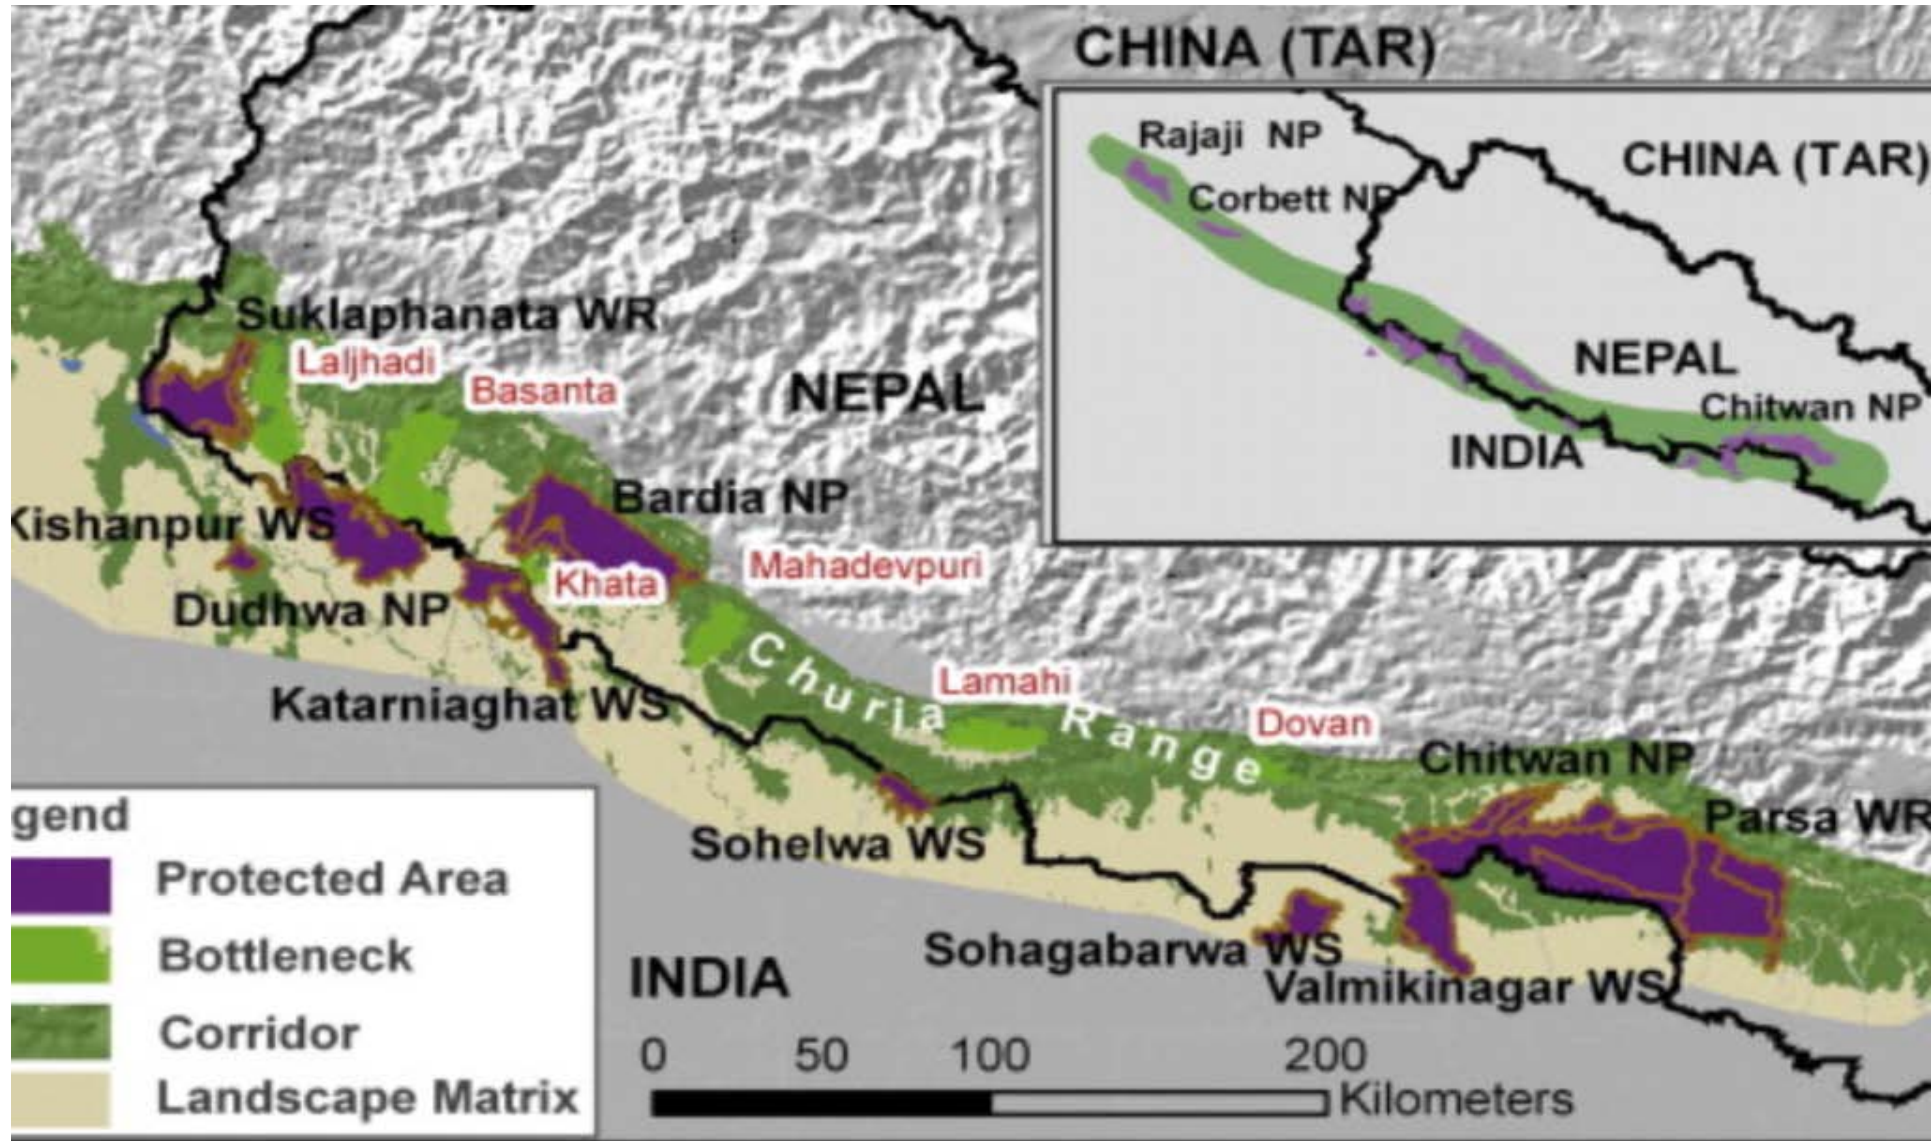 CHINA (TAR)
Rajaji NP
CHINA (TAR)
Corbett NP
NEPAL
Chitwan NP
INDIA
Suklaphanata WR
Laljhadi
Basanta
NEPAL
Bardia NP
Kishanpur WS
Mahadevpuri
Khata
Dudhwa NP
Churia Range
Lamahi
Katarniaghat WS
Dovan
Chitwan NP
Parsa WR
Sohelwa WS
Sohagabarwa WS
INDIA
Valmikinagar WS
gend
Protected Area
Bottleneck
Corridor
Landscape Matrix
0 50 100 200
Kilometers